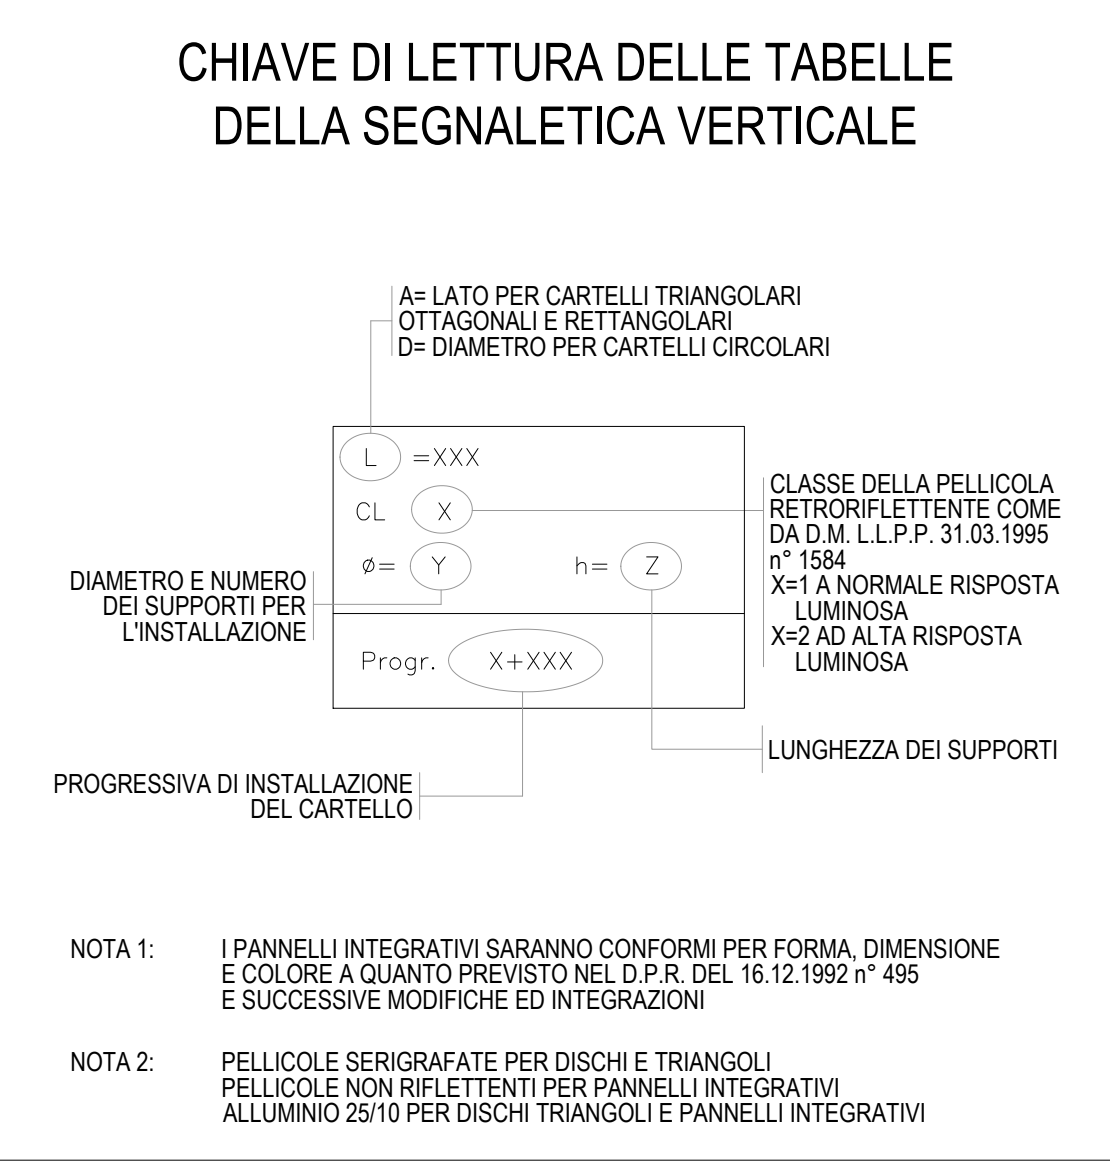 CHIAVE DI LETTURA DELLE TABELLE
DELLA SEGNALETICA VERTICALE
A= LATO PER CARTELLI TRIANGOLARI
OTTAGONALI E RETTANGOLARI
D= DIAMETRO PER CARTELLI CIRCOLARI
L =XXX
CL X
ø= Y h= Z
Progr. X+XXX
CLASSE DELLA PELLICOLA
RETRORIFLETTENTE COME
DA D.M. L.L.P.P. 31.03.1995
n° 1584
X=1 A NORMALE RISPOSTA
LUMINOSA
X=2 AD ALTA RISPOSTA
LUMINOSA
DIAMETRO E NUMERO
DEI SUPPORTI PER
L'INSTALLAZIONE
LUNGHEZZA DEI SUPPORTI
PROGRESSIVA DI INSTALLAZIONE
DEL CARTELLO
NOTA 1: I PANNELLI INTEGRATIVI SARANNO CONFORMI PER FORMA, DIMENSIONE
E COLORE A QUANTO PREVISTO NEL D.P.R. DEL 16.12.1992 n° 495
E SUCCESSIVE MODIFICHE ED INTEGRAZIONI
NOTA 2: PELLICOLE SERIGRAFATE PER DISCHI E TRIANGOLI
PELLICOLE NON RIFLETTENTI PER PANNELLI INTEGRATIVI
ALLUMINIO 25/10 PER DISCHI TRIANGOLI E PANNELLI INTEGRATIVI